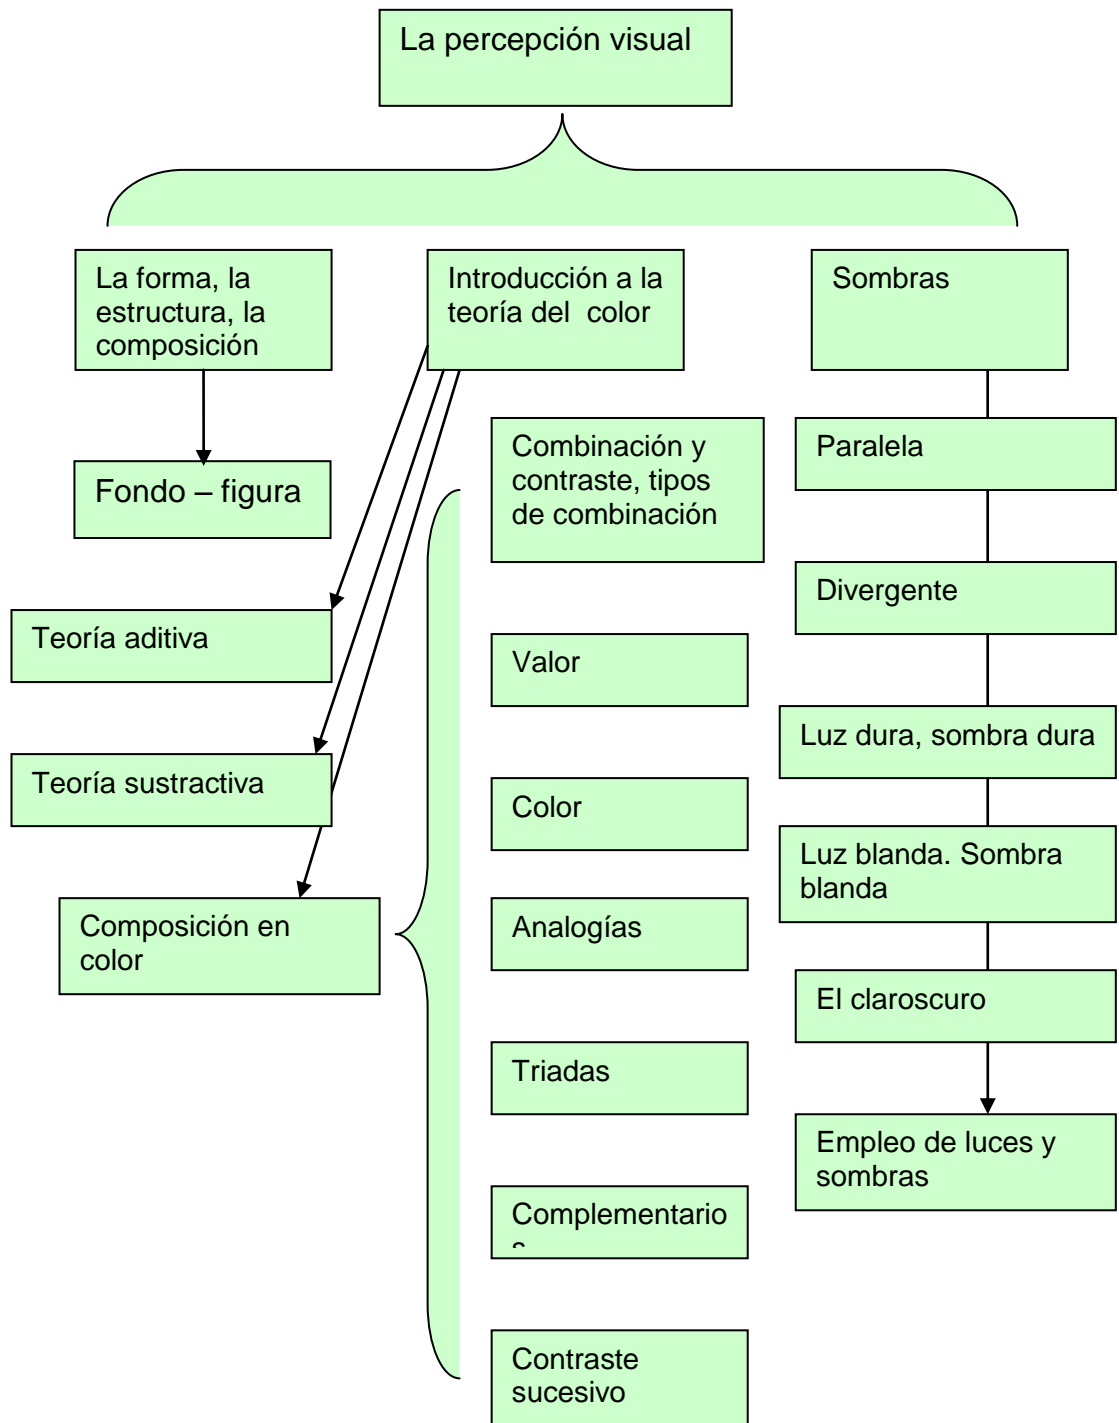 La percepción visual
La forma, la
estructura, la
composición
Introducción a la
teoría del color
Sombras
Fondo – figura
Teoría aditiva
Teoría sustractiva
Composición en
color
Combinación y
contraste, tipos
de combinación
Valor
Color
Analogías
Triadas
Complementario
s
Contraste
sucesivo
Paralela
Divergente
Luz dura, sombra dura
Luz blanda. Sombra
blanda
El claroscuro
Empleo de luces y
sombras